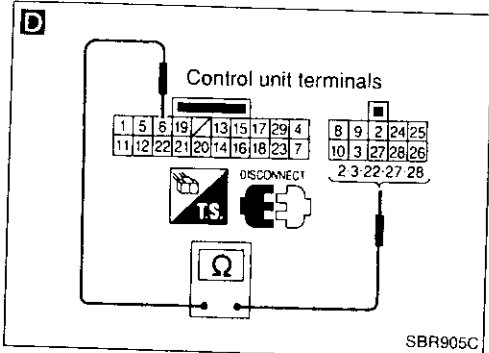 D
Control unit terminals
1 5 6 19 13 15 17 29 4
11 12 22 21 20 14 16 18 23 7
8 9 2 24 25
10 3 27 28 26
2·3·22·27·28
T.S.
DISCONNECT
Ω
SBR905C